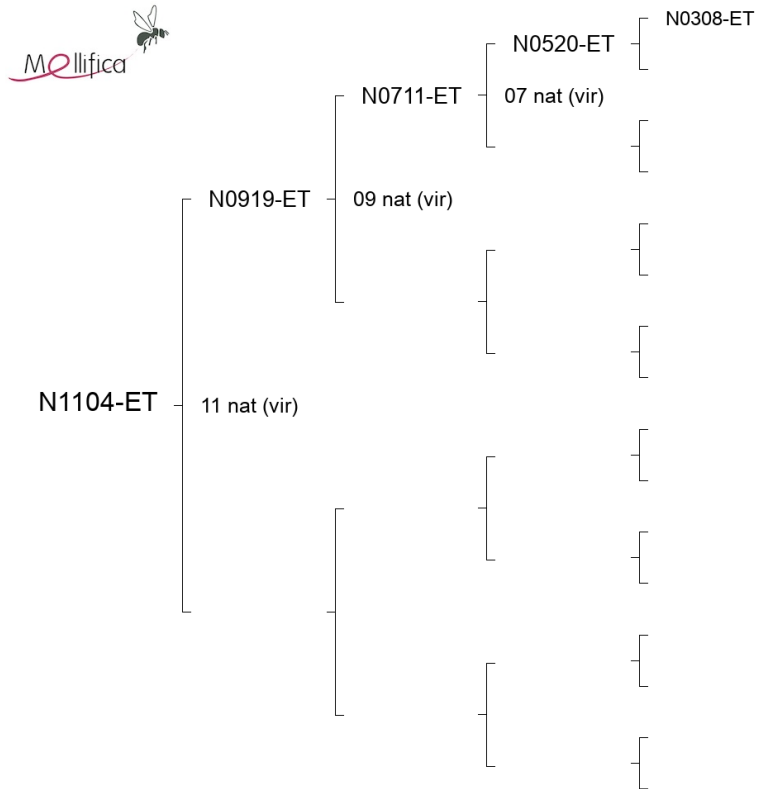 Mellifica
N0308-ET
N0520-ET
N0711-ET
07 nat (vir)
N0919-ET
09 nat (vir)
N1104-ET
11 nat (vir)